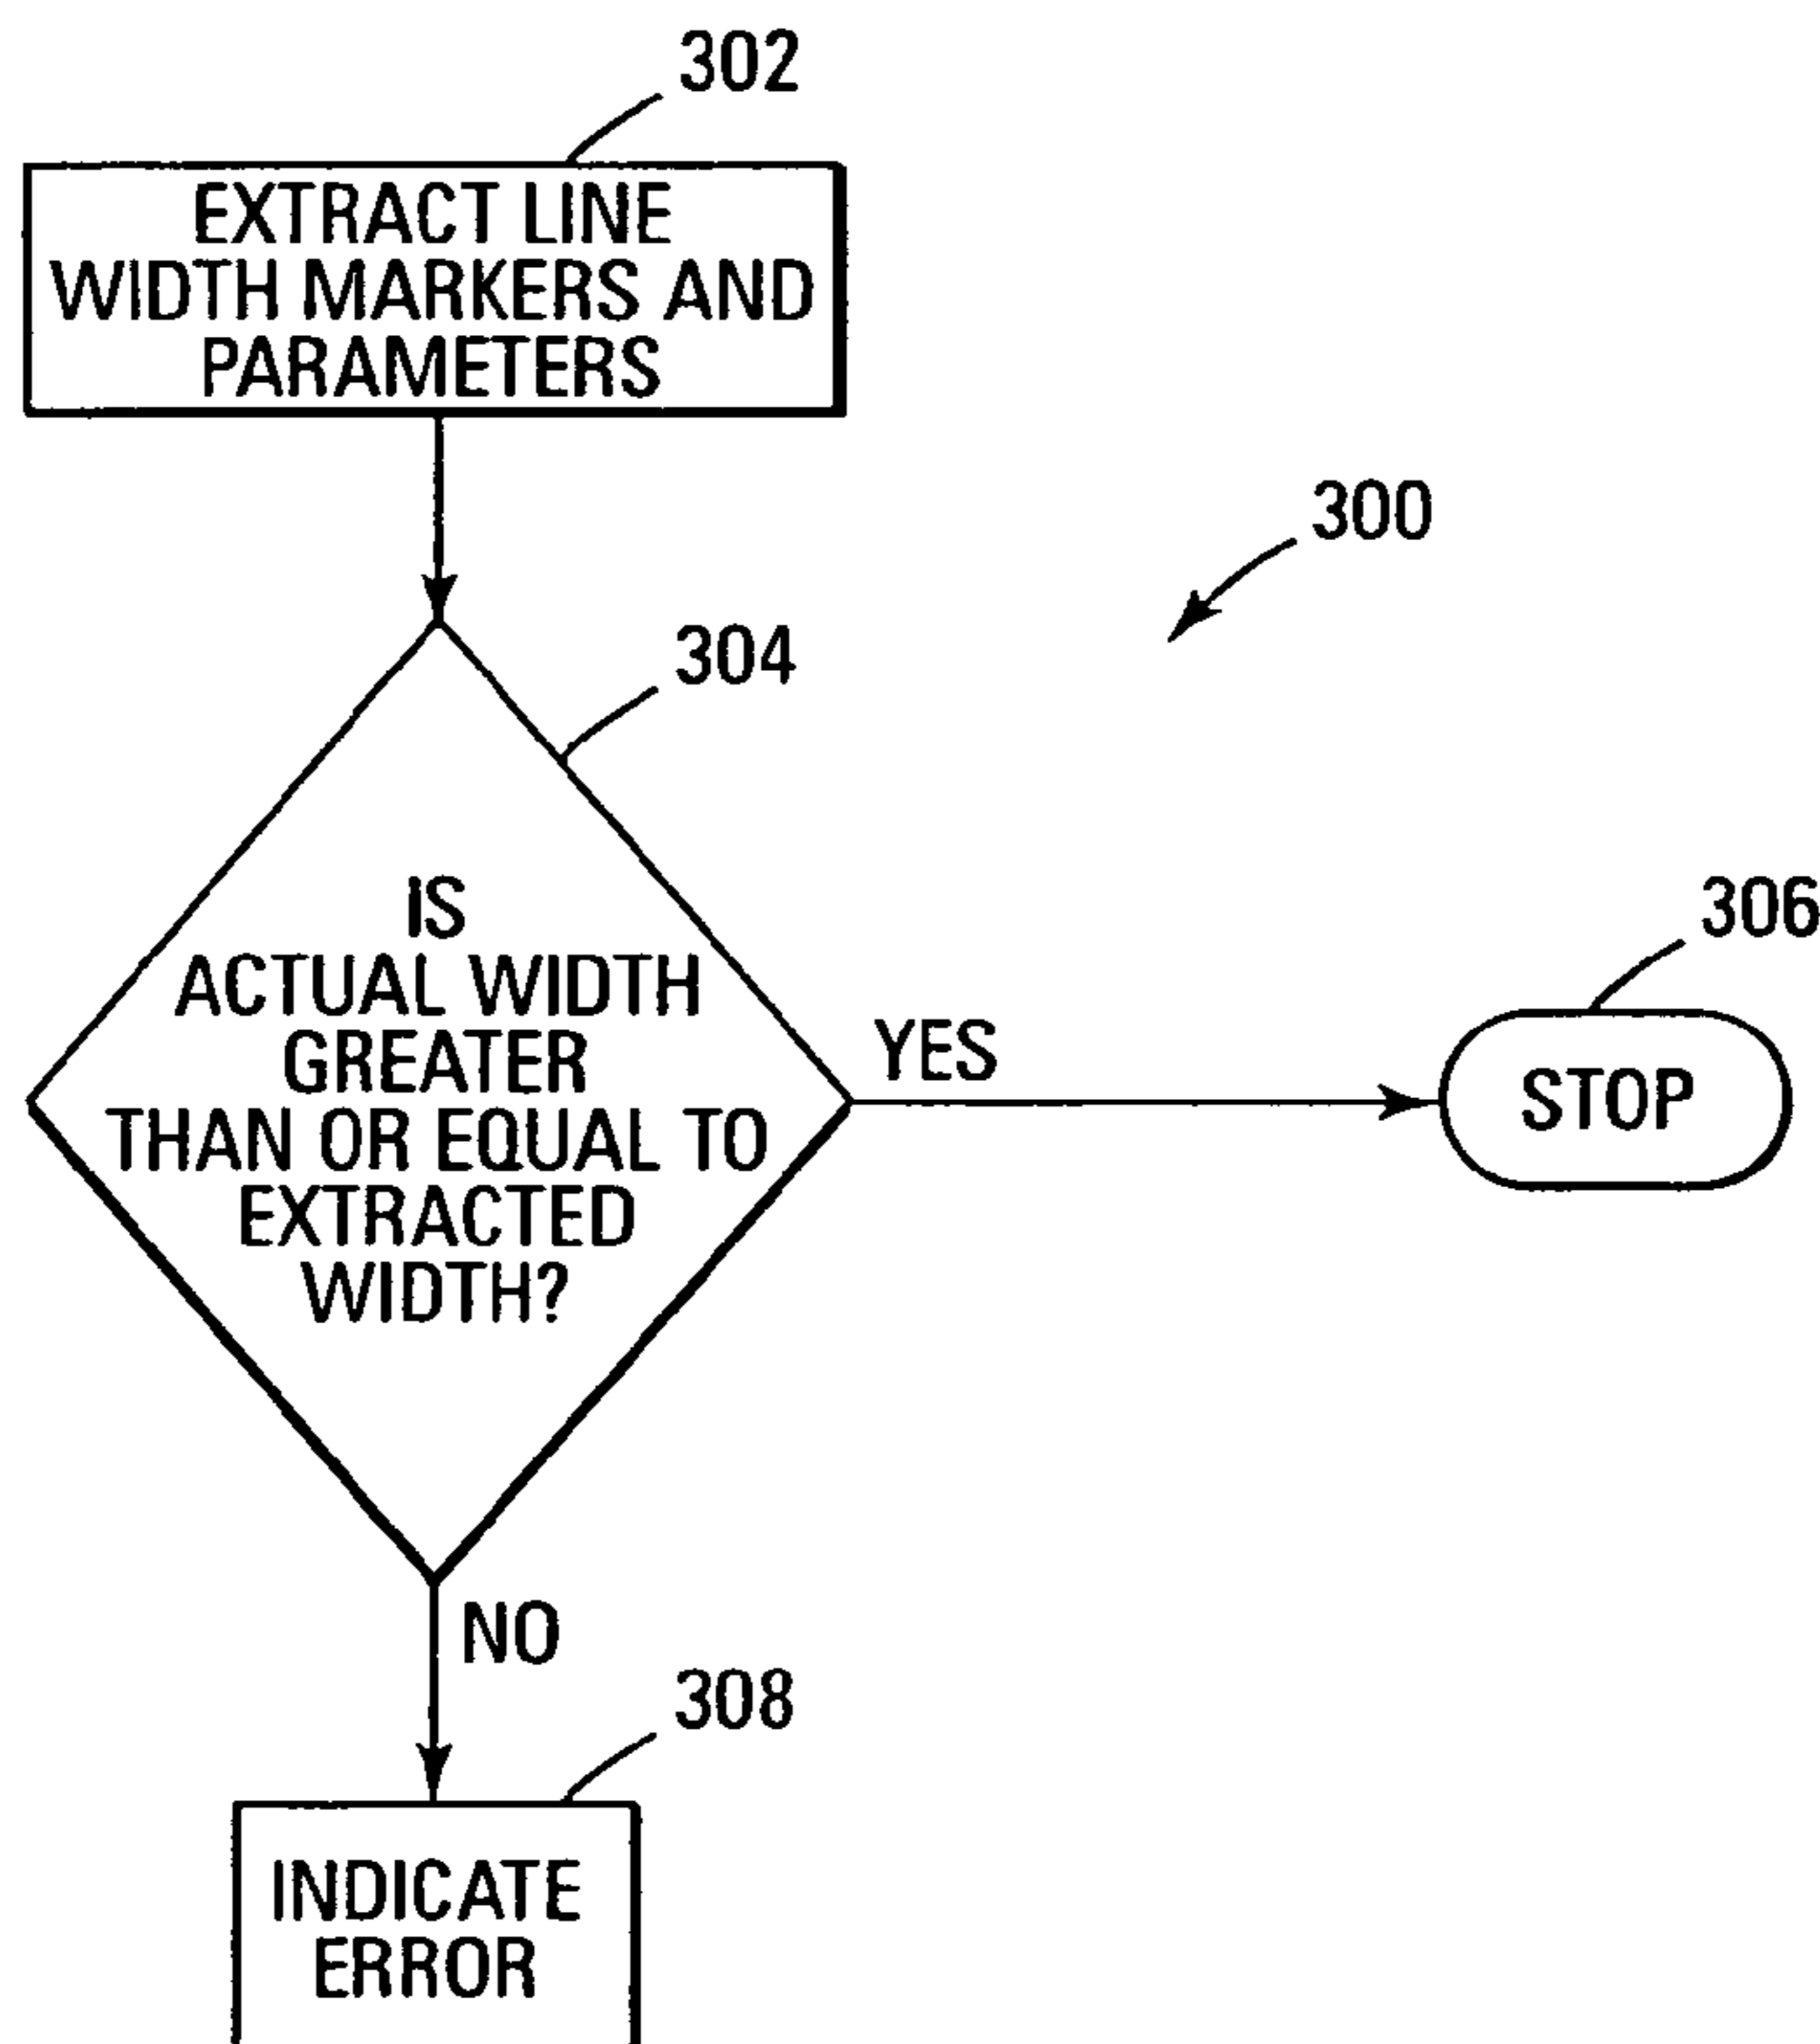 302
EXTRACT LINE
WIDTH MARKERS AND
PARAMETERS
300
304
IS
ACTUAL WIDTH
GREATER
THAN OR EQUAL TO
EXTRACTED
WIDTH?
YES
306
STOP
NO
308
INDICATE
ERROR